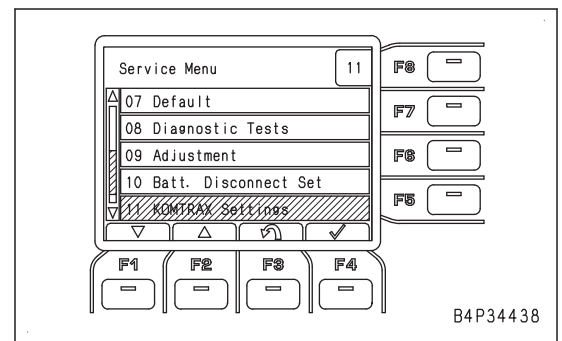 Service Menu 11
F8
07 Default
F7
08 Diagnostic Tests
09 Adjustment
F6
10 Batt. Disconnect Set
F5
11 KOMTRAX Settings
F1 F2 F3 F4
B4P34438